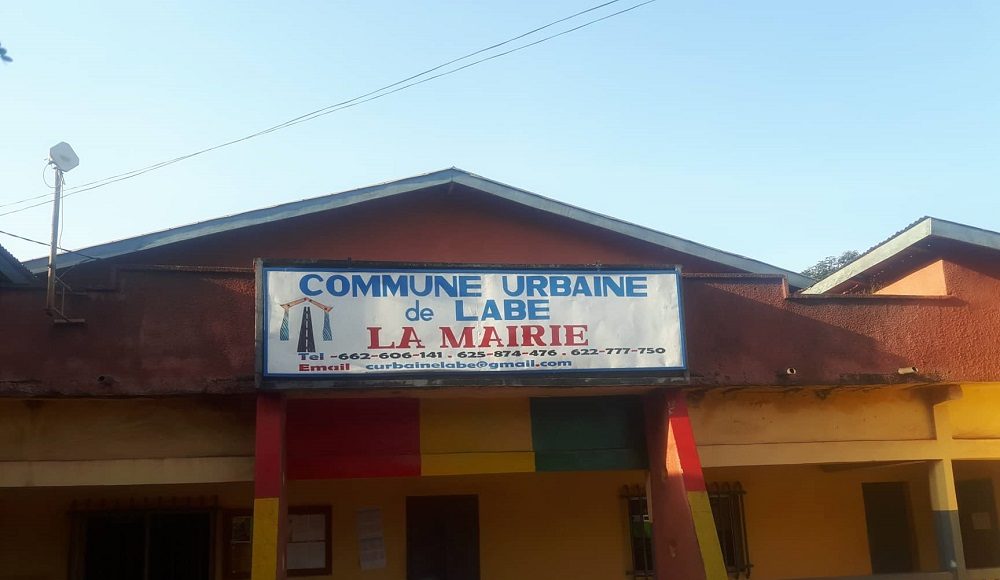 COMMUNE URBAINE
de LABE
LA MAIRIE
Tel -662-606-141 . 625-874-476 . 622-777-750
Email curbainelabe@gmail.com